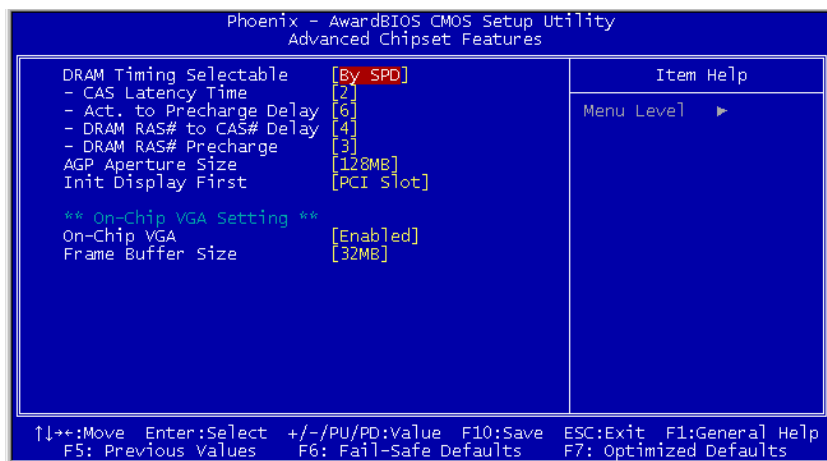 Phoenix - AwardBIOS CMOS Setup Utility
Advanced Chipset Features
DRAM Timing Selectable [By SPD]
- CAS Latency Time [2]
- Act. to Precharge Delay [6]
- DRAM RAS# to CAS# Delay [4]
- DRAM RAS# Precharge [3]
AGP Aperture Size [128MB]
Init Display First [PCI Slot]
** On-Chip VGA Setting **
On-Chip VGA [Enabled]
Frame Buffer Size [32MB]
Item Help
Menu Level ►
↑↓→←:Move Enter:Select +/-/PU/PD:Value F10:Save ESC:Exit F1:General Help
F5: Previous Values F6: Fail-Safe Defaults F7: Optimized Defaults